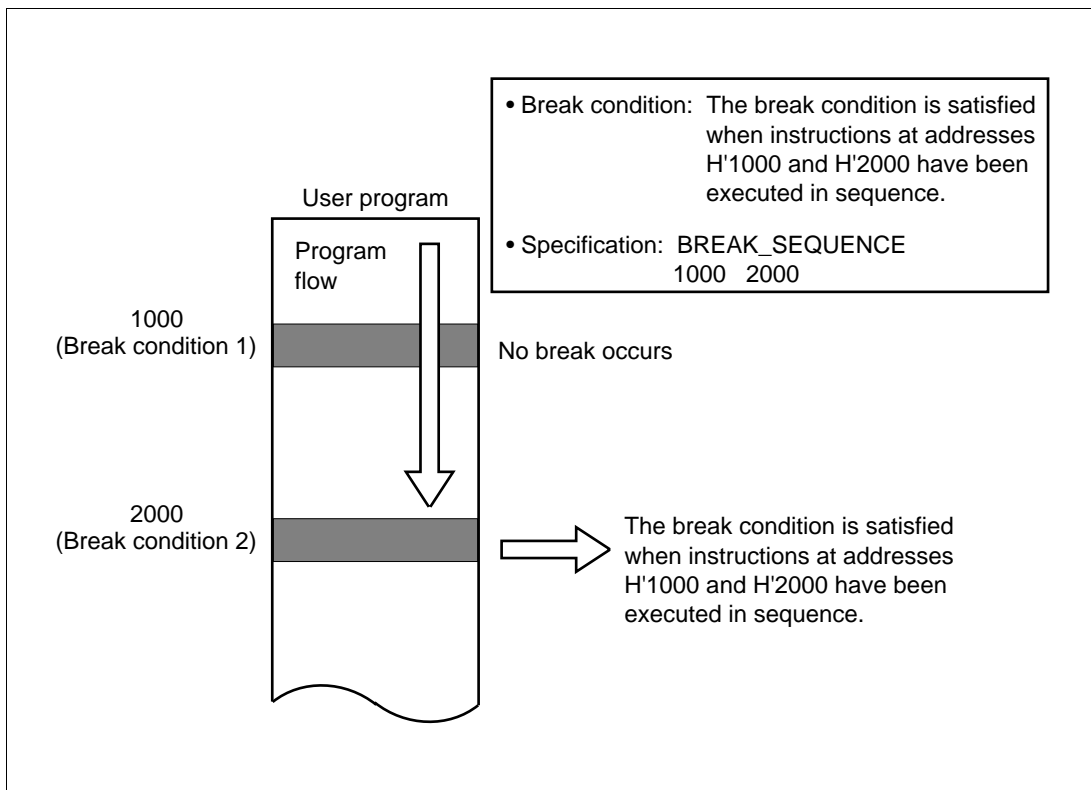 • Break condition: The break condition is satisfied
when instructions at addresses
H'1000 and H'2000 have been
executed in sequence.
• Specification: BREAK_SEQUENCE
1000 2000
User program
Program
flow
1000
(Break condition 1)
No break occurs
2000
(Break condition 2)
The break condition is satisfied
when instructions at addresses
H'1000 and H'2000 have been
executed in sequence.